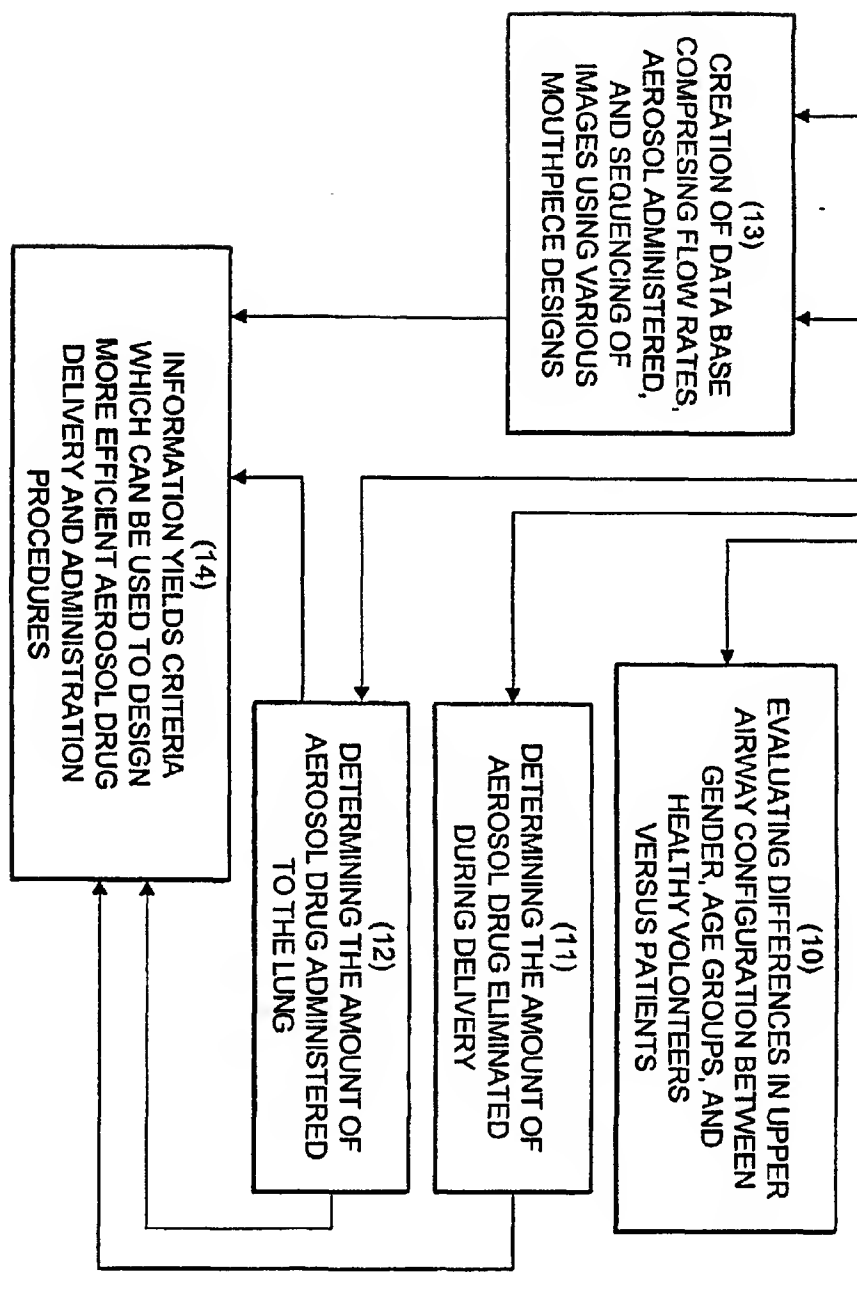 (13)
CREATION OF DATA BASE
COMPRESING FLOW RATES,
AEROSOL ADMINISTERED,
AND SEQUENCING OF
IMAGES USING VARIOUS
MOUTHPIECE DESIGNS
(10)
EVALUATING DIFFERENCES IN UPPER
AIRWAY CONFIGURATION BETWEEN
GENDER, AGE GROUPS, AND
HEALTHY VOLONTEERS
VERSUS PATIENTS
(11)
DETERMINING THE AMOUNT OF
AEROSOL DRUG ELIMINATED
DURING DELIVERY
(12)
DETERMINING THE AMOUNT OF
AEROSOL DRUG ADMINISTERED
TO THE LUNG
(14)
INFORMATION YIELDS CRITERIA
WHICH CAN BE USED TO DESIGN
MORE EFFICIENT AEROSOL DRUG
DELIVERY AND ADMINISTRATION
PROCEDURES